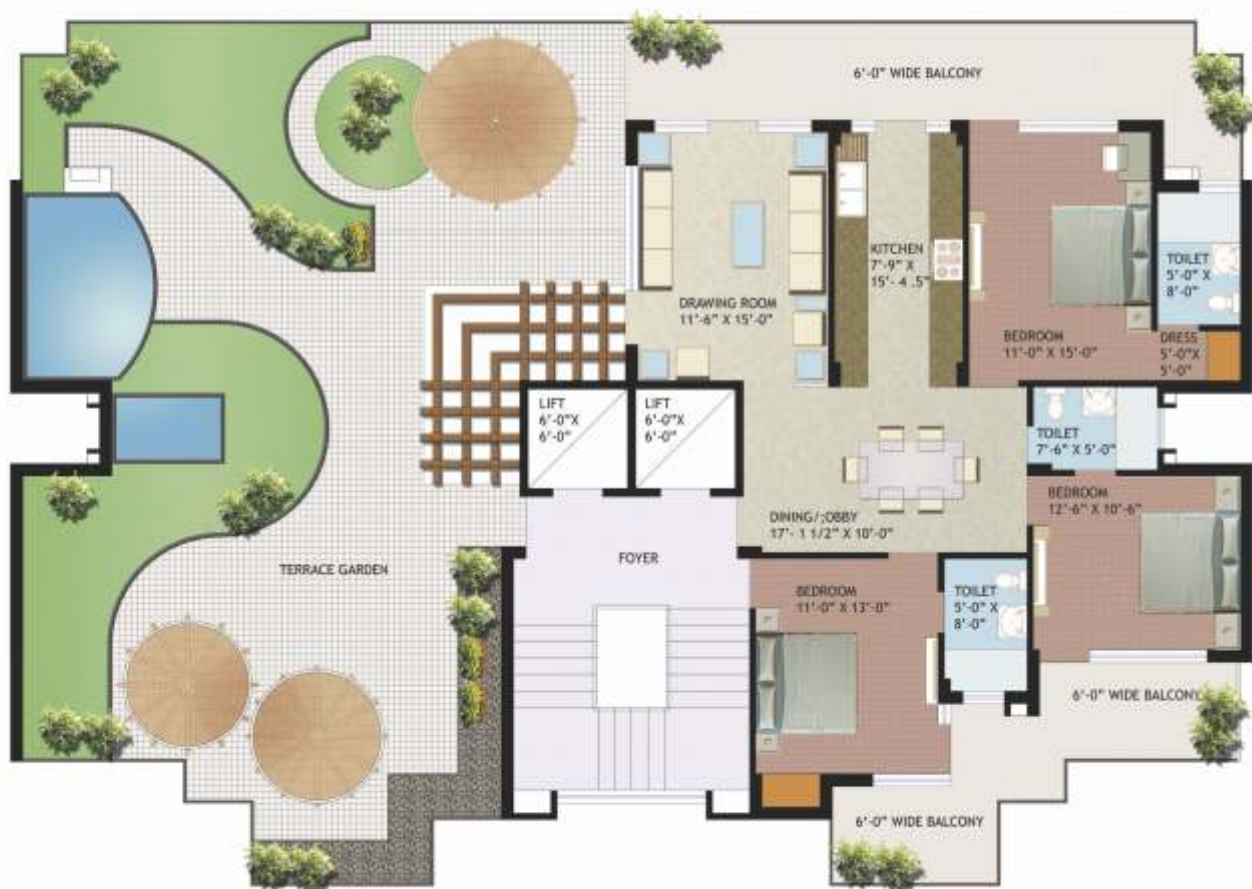 6'-0" WIDE BALCONY
KITCHEN
7'-9" X
15'- 4 .5"
TOILET
5'-0" X
8'-0"
DRAWING ROOM
11'-6" X 15'-0"
BEDROOM
11'-0" X 15'-0"
DRESS
5'-0"X
5'-0"
LIFT
6'-0"X
6'-0"
LIFT
6'-0"X
6'-0"
TOILET
7'-6" X 5'-0"
BEDROOM
12'-6" X 10'-6"
DINING/;OBBY
17'- 1 1/2" X 10'-0"
FOYER
TERRACE GARDEN
BEDROOM
11'-0" X 13'-0"
TOILET
5'-0" X
8'-0"
6'-0" WIDE BALCONY
6'-0" WIDE BALCONY